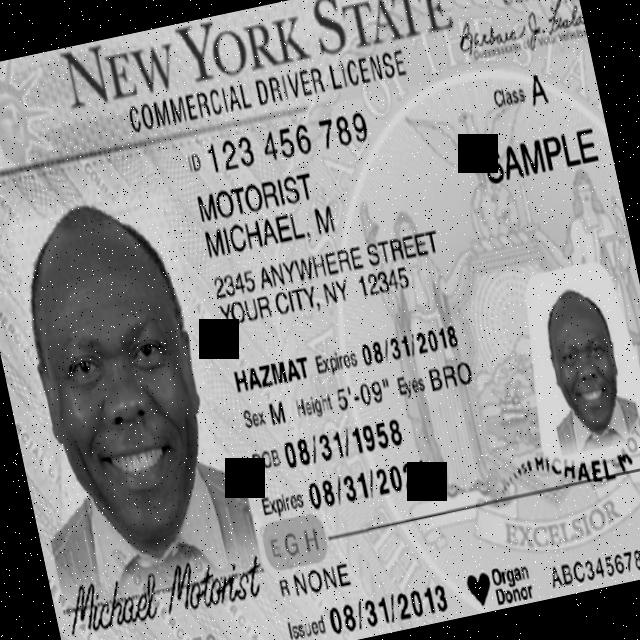 NEW YORK STATE
COMMERCIAL DRIVER LICENSE
Class A
ID 123 456 789
SAMPLE
MOTORIST
MICHAEL, M
2345 ANYWHERE STREET
YOUR CITY, NY 12345
HAZMAT Expires 08/31/2018
Sex M Height 5'-09" Eyes BRO
DOB 08/31/1958
Expires 08/31/20
MICHAEL M
E G H
EXCELSIOR
R NONE
Organ
Donor
ABC345678
Issued 08/31/2013
Michael Motorist